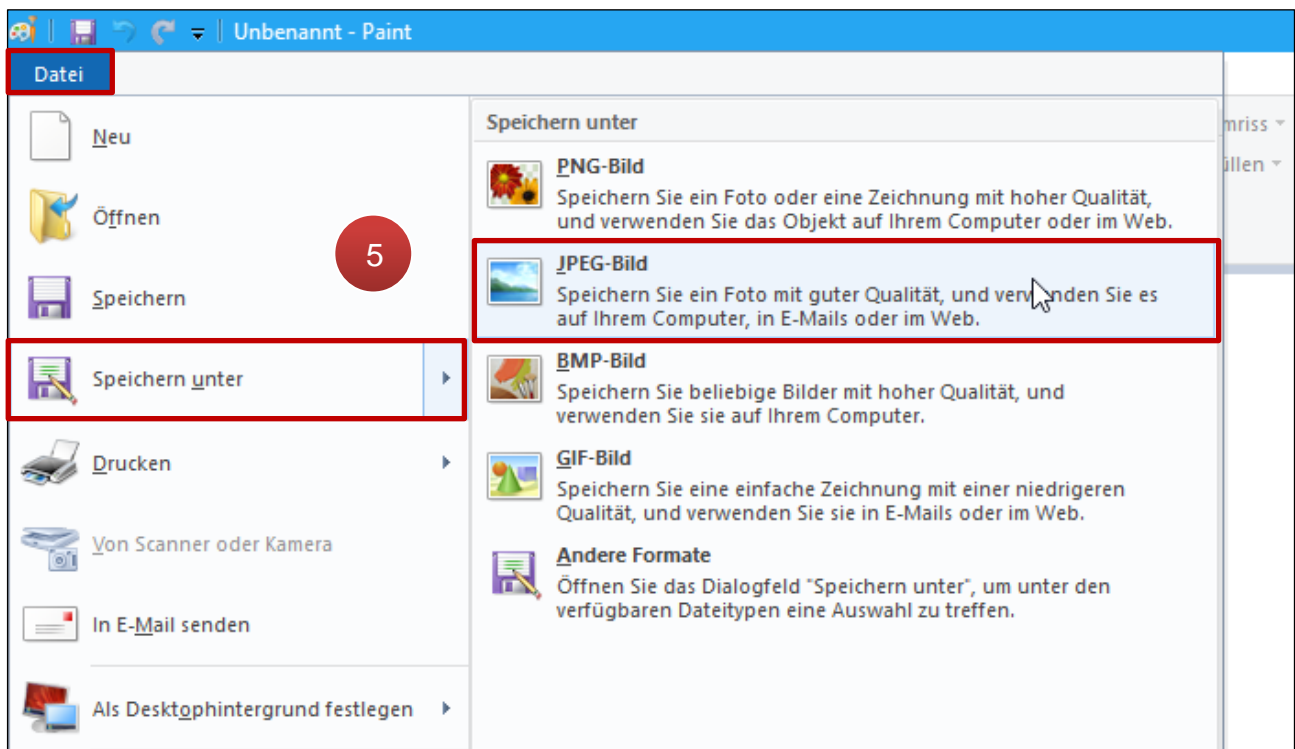 Unbenannt - Paint
Datei
Neu
Öffnen
Speichern
Speichern unter
Drucken
Von Scanner oder Kamera
In E-Mail senden
Als Desktophintergrund festlegen
5
Speichern unter
PNG-Bild
Speichern Sie ein Foto oder eine Zeichnung mit hoher Qualität,
und verwenden Sie das Objekt auf Ihrem Computer oder im Web.
JPEG-Bild
Speichern Sie ein Foto mit guter Qualität, und verwenden Sie es
auf Ihrem Computer, in E-Mails oder im Web.
BMP-Bild
Speichern Sie beliebige Bilder mit hoher Qualität, und
verwenden Sie sie auf Ihrem Computer.
GIF-Bild
Speichern Sie eine einfache Zeichnung mit einer niedrigeren
Qualität, und verwenden Sie sie in E-Mails oder im Web.
Andere Formate
Öffnen Sie das Dialogfeld "Speichern unter", um unter den
verfügbaren Dateitypen eine Auswahl zu treffen.
mriss
üllen